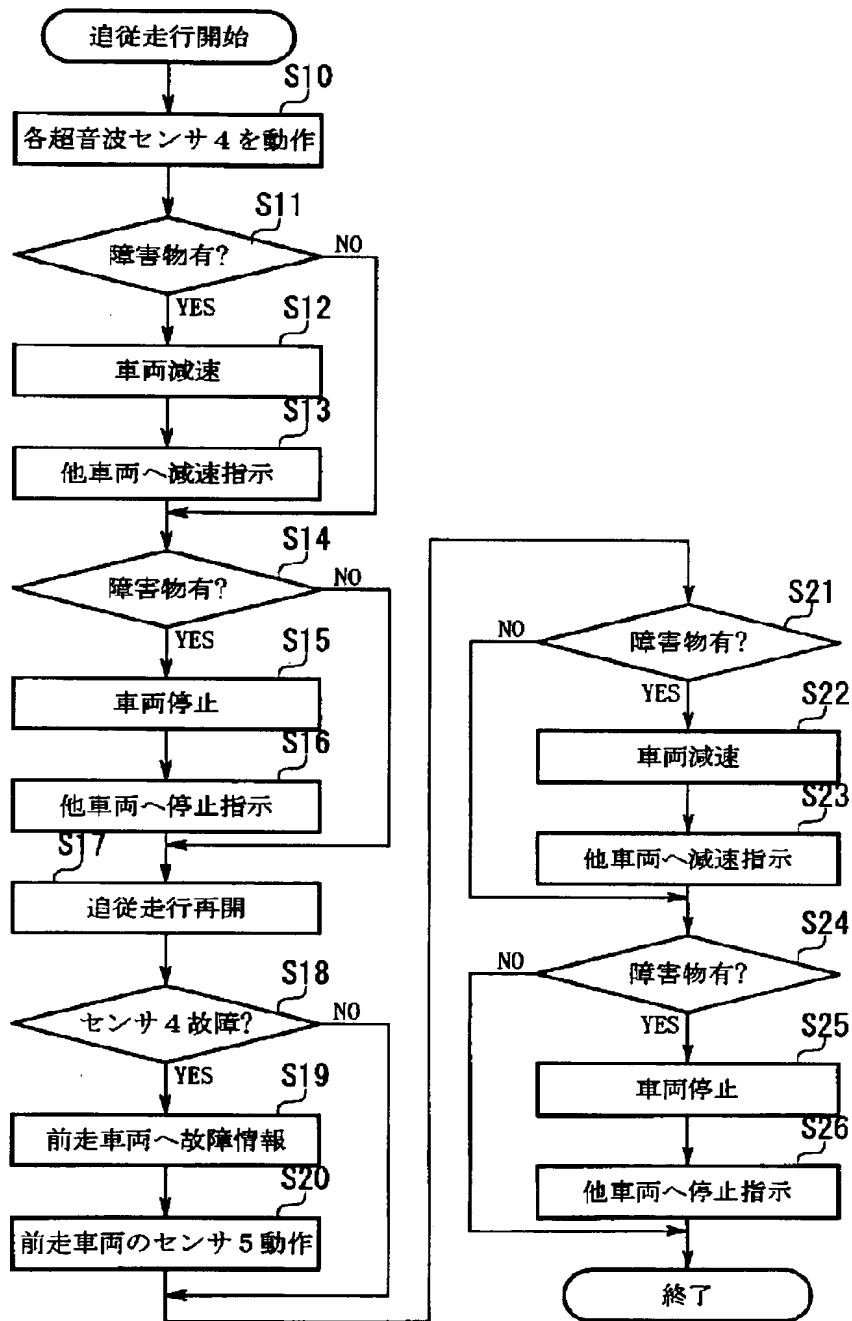 追従走行開始
S10
各超音波センサ4を動作
S11
障害物有?
NO
YES
S12
車両減速
S13
他車両へ減速指示
S14
障害物有?
NO
YES
S15
車両停止
S16
他車両へ停止指示
S17
追従走行再開
S18
センサ4故障?
NO
YES
S19
前走車両へ故障情報
S20
前走車両のセンサ5動作
S21
障害物有?
NO
YES
S22
車両減速
S23
他車両へ減速指示
S24
障害物有?
NO
YES
S25
車両停止
S26
他車両へ停止指示
終了